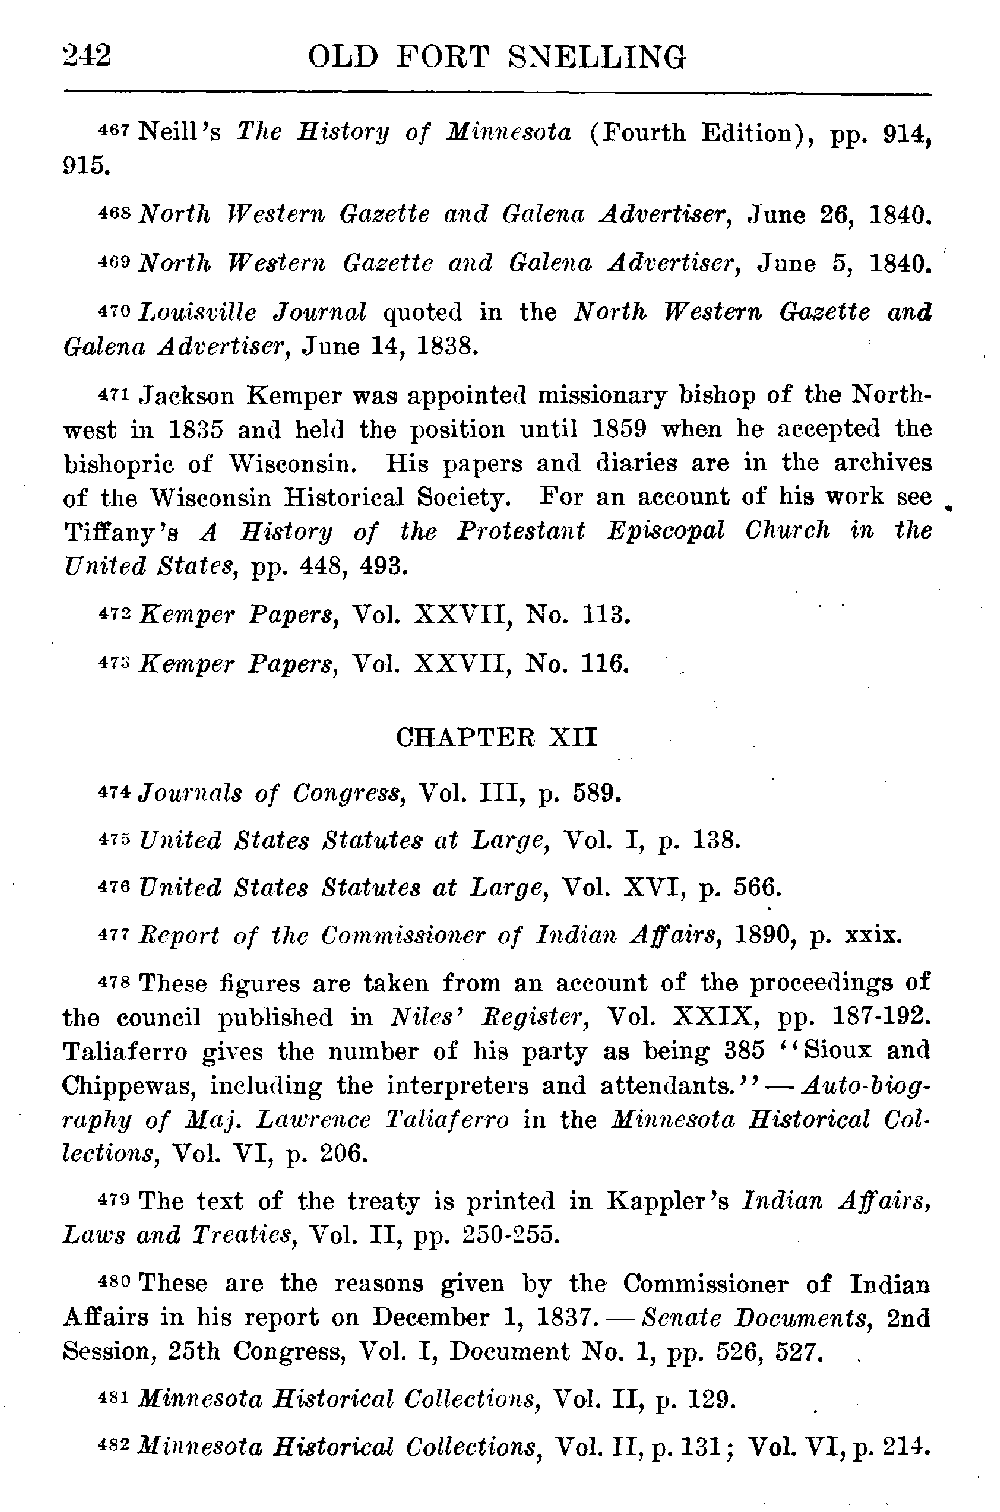 242 OLD FORT SNELLING
467 Neill's The History of Minnesota (Fourth Edition), pp. 914,
915.
468 North Western Gazette and Galena Advertiser, June 26, 1840.
469 North Western Gazette and Galena Advertiser, June 5, 1840.
470 Louisville Journal quoted in the North Western Gazette and
Galena Advertiser, June 14, 1838.
471 Jackson Kemper was appointed missionary bishop of the North-
west in 1835 and held the position until 1859 when he accepted the
bishopric of Wisconsin. His papers and diaries are in the archives
of the Wisconsin Historical Society. For an account of his work see
Tiffany's A History of the Protestant Episcopal Church in the
United States, pp. 448, 493.
472 Kemper Papers, Vol. XXVII, No. 113.
473 Kemper Papers, Vol. XXVII, No. 116.
CHAPTER XII
474 Journals of Congress, Vol. III, p. 589.
475 United States Statutes at Large, Vol. I, p. 138.
476 United States Statutes at Large, Vol. XVI, p. 566.
477 Report of the Commissioner of Indian Affairs, 1890, p. xxix.
478 These figures are taken from an account of the proceedings of
the council published in Niles' Register, Vol. XXIX, pp. 187-192.
Taliaferro gives the number of his party as being 385 "Sioux and
Chippewas, including the interpreters and attendants."—Auto-biog-
raphy of Maj. Lawrence Taliaferro in the Minnesota Historical Col-
lections, Vol. VI, p. 206.
479 The text of the treaty is printed in Kappler's Indian Affairs,
Laws and Treaties, Vol. II, pp. 250-255.
480 These are the reasons given by the Commissioner of Indian
Affairs in his report on December 1, 1837.—Senate Documents, 2nd
Session, 25th Congress, Vol. I, Document No. 1, pp. 526, 527.
481 Minnesota Historical Collections, Vol. II, p. 129.
482 Minnesota Historical Collections, Vol. II, p. 131; Vol. VI, p. 214.